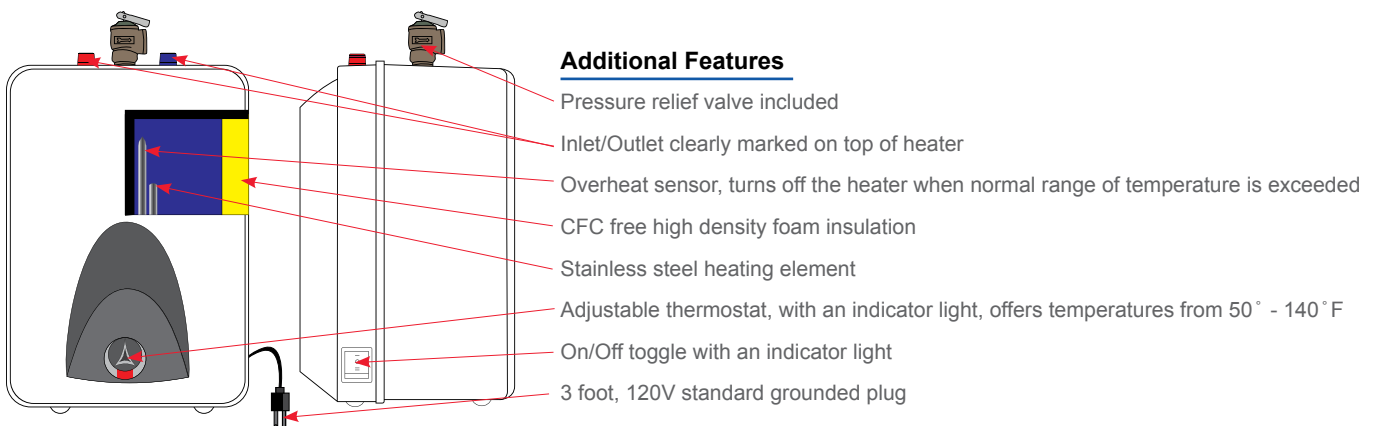 Additional Features
Pressure relief valve included
Inlet/Outlet clearly marked on top of heater
Overheat sensor, turns off the heater when normal range of temperature is exceeded
CFC free high density foam insulation
Stainless steel heating element
Adjustable thermostat, with an indicator light, offers temperatures from 50˚ - 140˚F
On/Off toggle with an indicator light
3 foot, 120V standard grounded plug